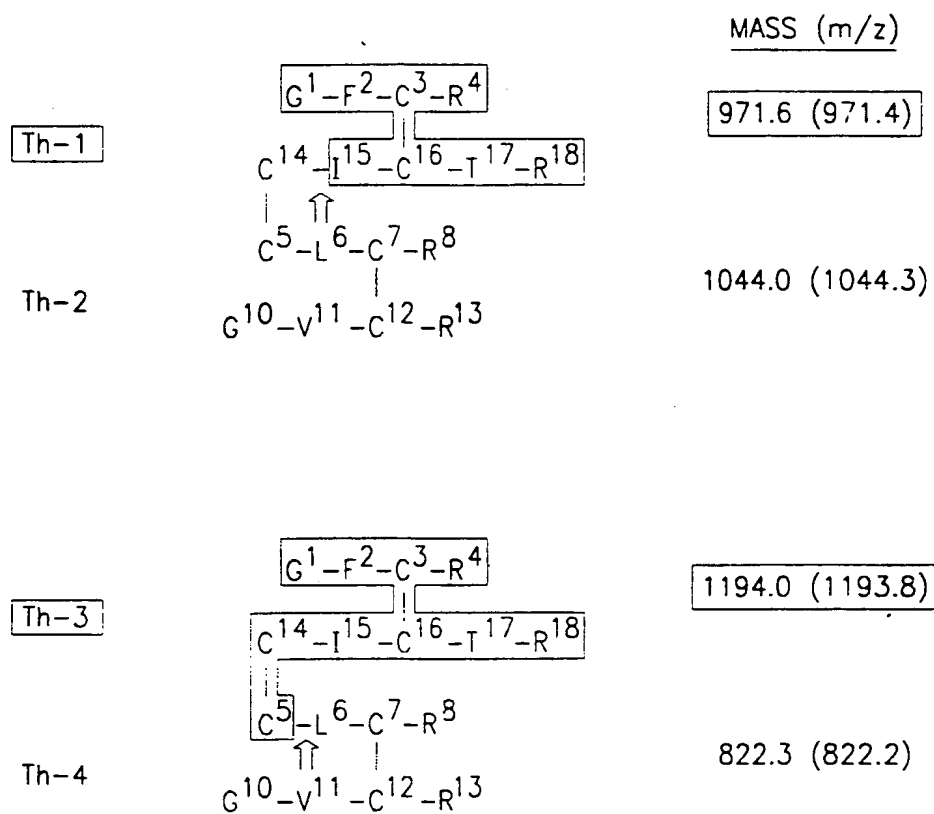 MASS (m/z)
G¹–F²–C³–R⁴
971.6 (971.4)
Th–1
C¹⁴–I¹⁵–C¹⁶–T¹⁷–R¹⁸
C⁵–L⁶–C⁷–R⁸
1044.0 (1044.3)
Th–2
G¹⁰–V¹¹–C¹²–R¹³
G¹–F²–C³–R⁴
1194.0 (1193.8)
Th–3
C¹⁴–I¹⁵–C¹⁶–T¹⁷–R¹⁸
C⁵–L⁶–C⁷–R⁸
822.3 (822.2)
Th–4
G¹⁰–V¹¹–C¹²–R¹³